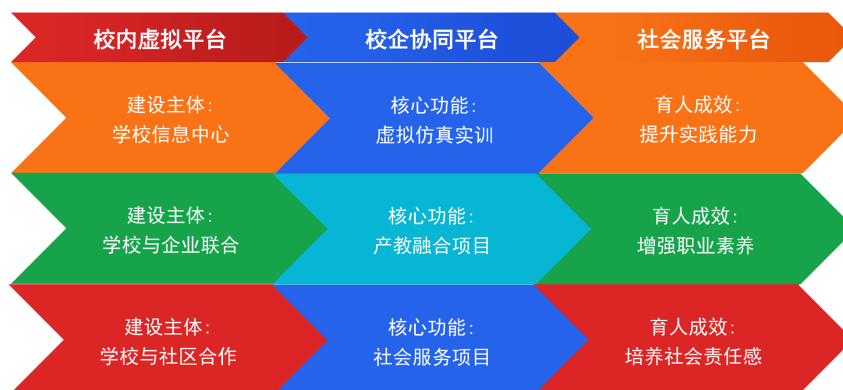 校内虚拟平台
校企协同平台
社会服务平台
建设主体：
学校信息中心
核心功能：
虚拟仿真实训
育人成效：
提升实践能力
建设主体：
学校与企业联合
核心功能：
产教融合项目
育人成效：
增强职业素养
建设主体：
学校与社区合作
核心功能：
社会服务项目
育人成效：
培养社会责任感